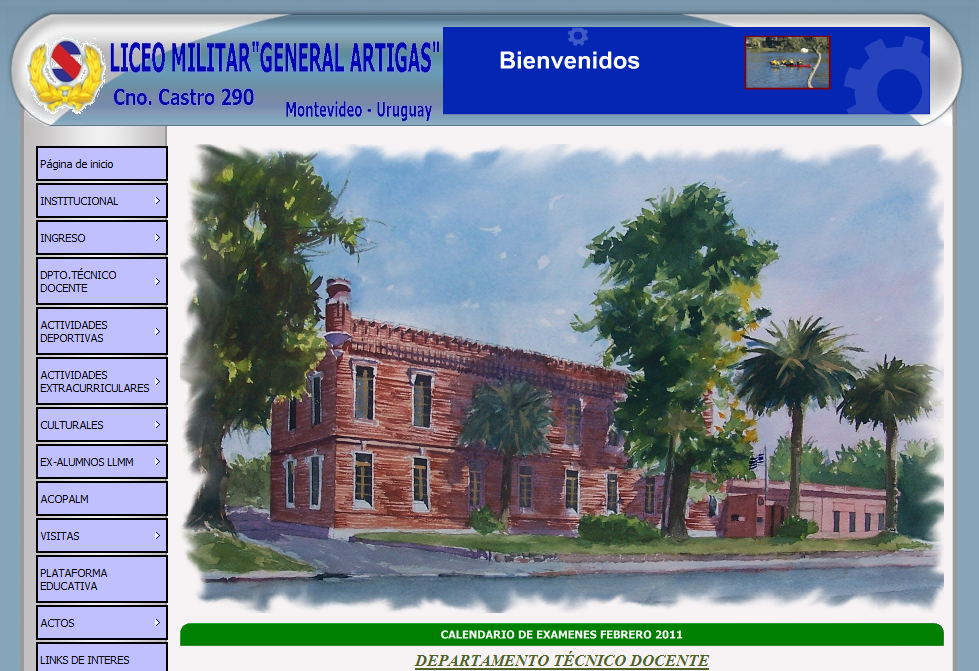 LICEO MILITAR"GENERAL ARTIGAS"
Cno. Castro 290
Montevideo - Uruguay
Bienvenidos
Página de inicio
INSTITUCIONAL
INGRESO
DPTO.TÉCNICO
DOCENTE
ACTIVIDADES
DEPORTIVAS
ACTIVIDADES
EXTRACURRICULARES
CULTURALES
EX-ALUMNOS LLMM
ACOPALM
VISITAS
PLATAFORMA
EDUCATIVA
ACTOS
LINKS DE INTERES
CALENDARIO DE EXAMENES FEBRERO 2011
DEPARTAMENTO TÉCNICO DOCENTE